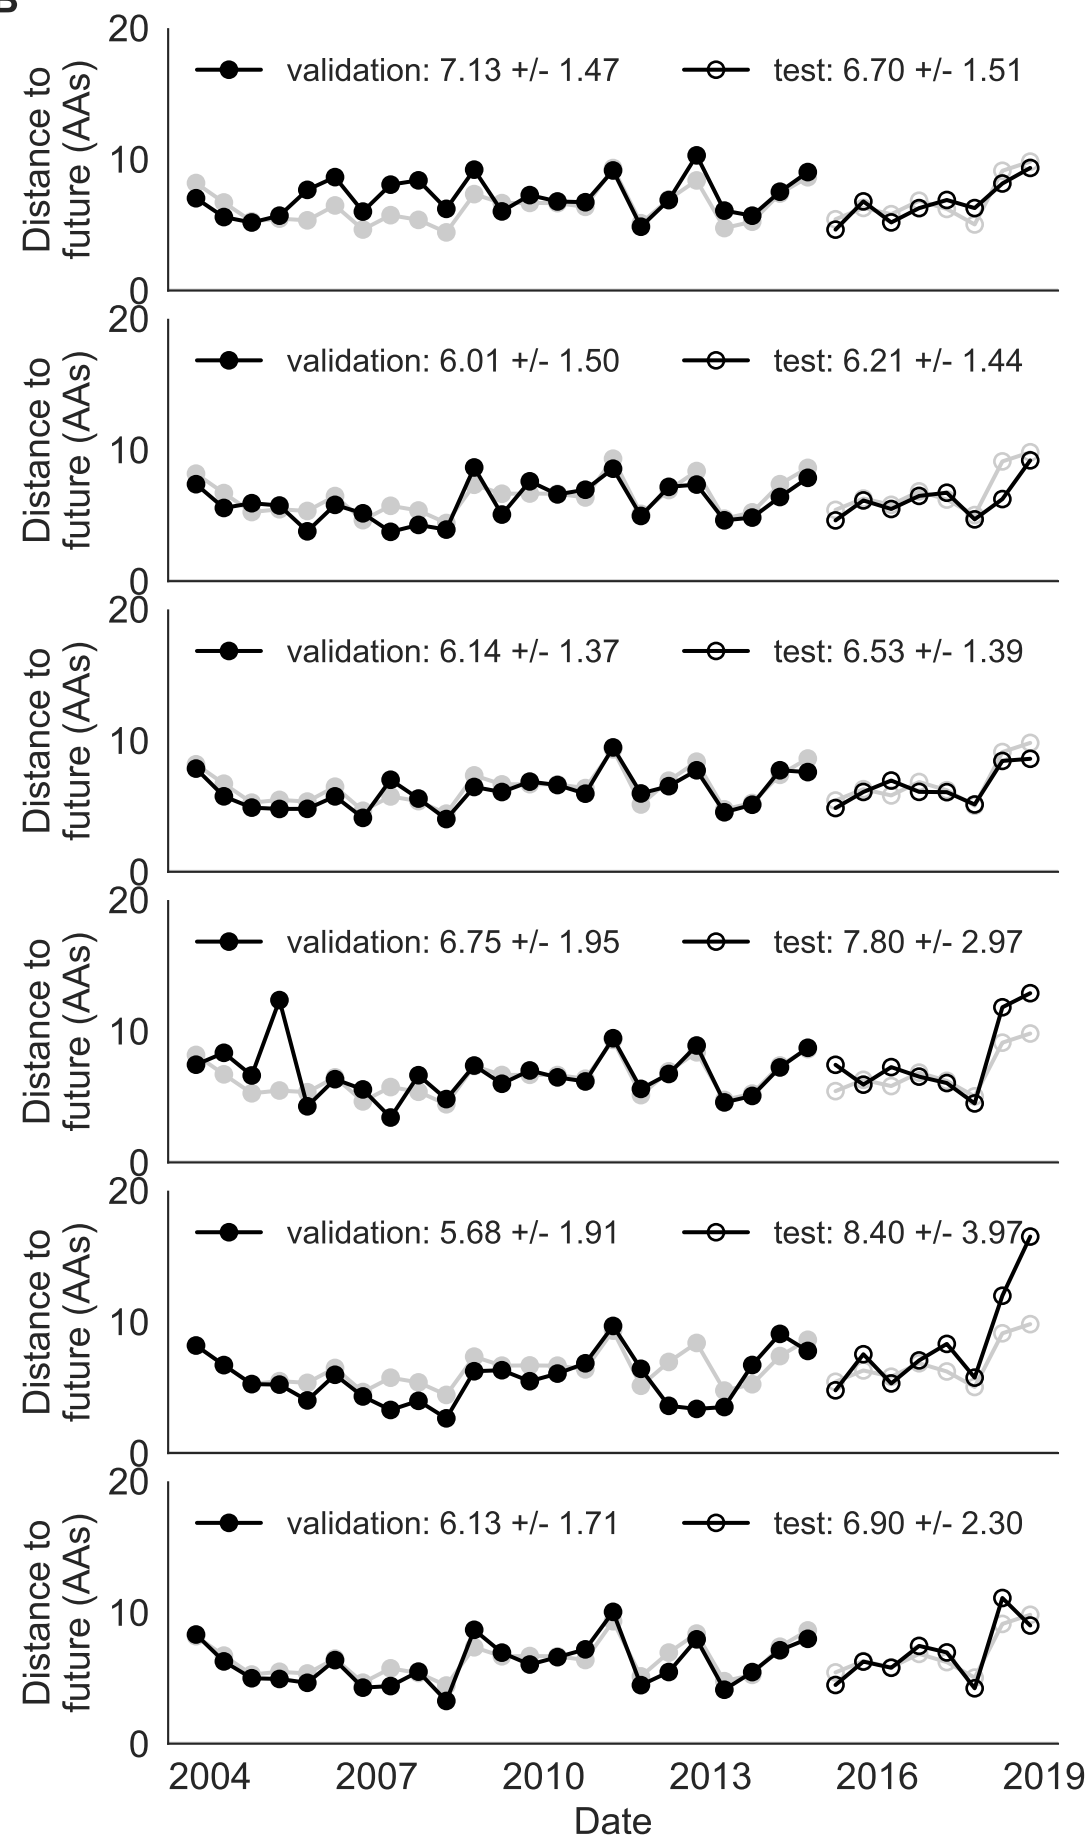 B
20
validation: 7.13 +/- 1.47 test: 6.70 +/- 1.51
Distance to
future (AAs)
10
0
20
validation: 6.01 +/- 1.50 test: 6.21 +/- 1.44
Distance to
future (AAs)
10
0
20
validation: 6.14 +/- 1.37 test: 6.53 +/- 1.39
Distance to
future (AAs)
10
0
20
validation: 6.75 +/- 1.95 test: 7.80 +/- 2.97
Distance to
future (AAs)
10
0
20
validation: 5.68 +/- 1.91 test: 8.40 +/- 3.97
Distance to
future (AAs)
10
0
20
validation: 6.13 +/- 1.71 test: 6.90 +/- 2.30
Distance to
future (AAs)
10
0
2004 2007 2010 2013 2016 2019
Date